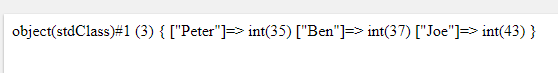 object(stdClass)#1 (3) { ["Peter"]=> int(35) ["Ben"]=> int(37) ["Joe"]=> int(43) }